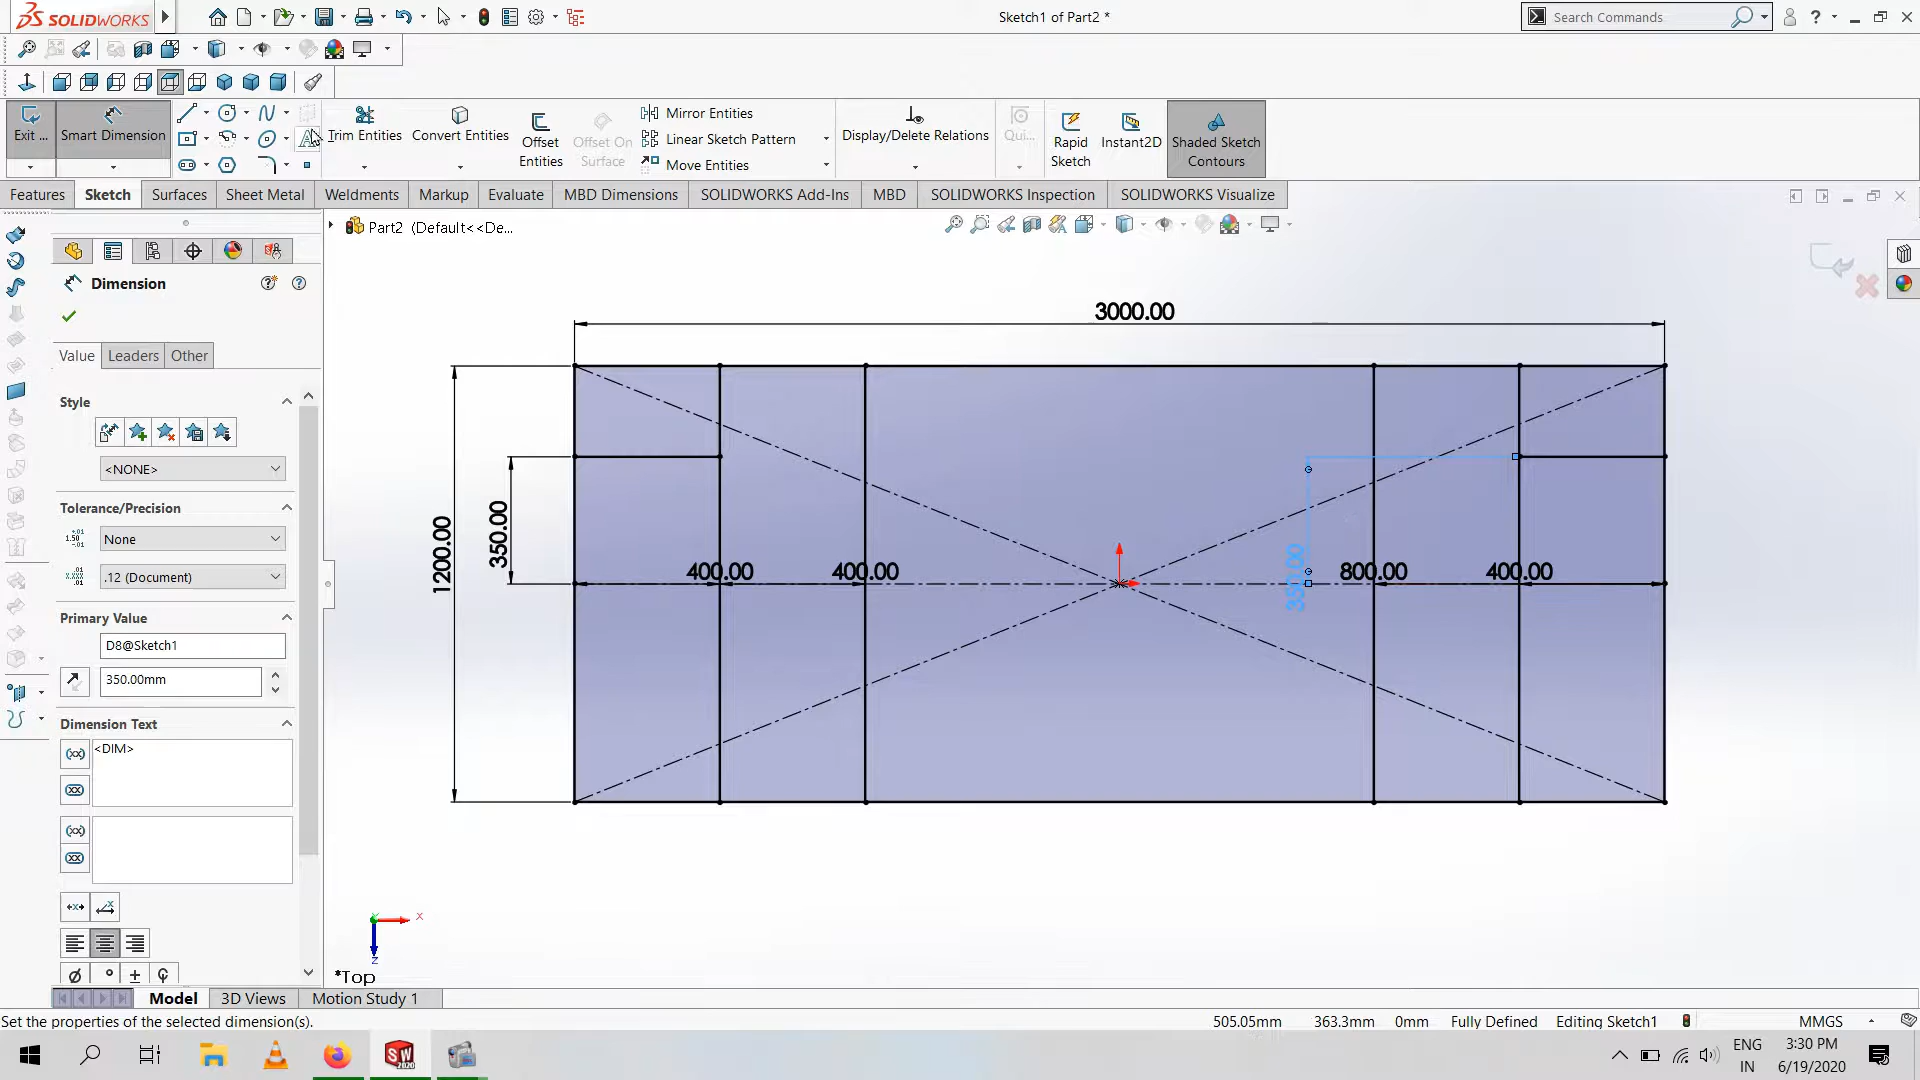 SOLIDWORKS
Sketch1 of Part2 *
Search Commands
Exit ...
Smart Dimension
Trim Entities
Convert Entities
Offset
Entities
Offset On
Surface
Mirror Entities
Linear Sketch Pattern
Move Entities
Display/Delete Relations
Qui...
Rapid
Sketch
Instant2D
Shaded Sketch
Contours
Features
Sketch
Surfaces
Sheet Metal
Weldments
Markup
Evaluate
MBD Dimensions
SOLIDWORKS Add-Ins
MBD
SOLIDWORKS Inspection
SOLIDWORKS Visualize
Part2 (Default<<De...
Dimension
Value
Leaders
Other
Style
<NONE>
Tolerance/Precision
None
.12 (Document)
Primary Value
D8@Sketch1
350.00mm
Dimension Text
<DIM>
3000.00
1200.00
350.00
400.00
400.00
350.00
800.00
400.00
X
Z
*Top
Model
3D Views
Motion Study 1
Set the properties of the selected dimension(s).
505.05mm
363.3mm
0mm
Fully Defined
Editing Sketch1
MMGS
SW
2020
ENG
IN
3:30 PM
6/19/2020